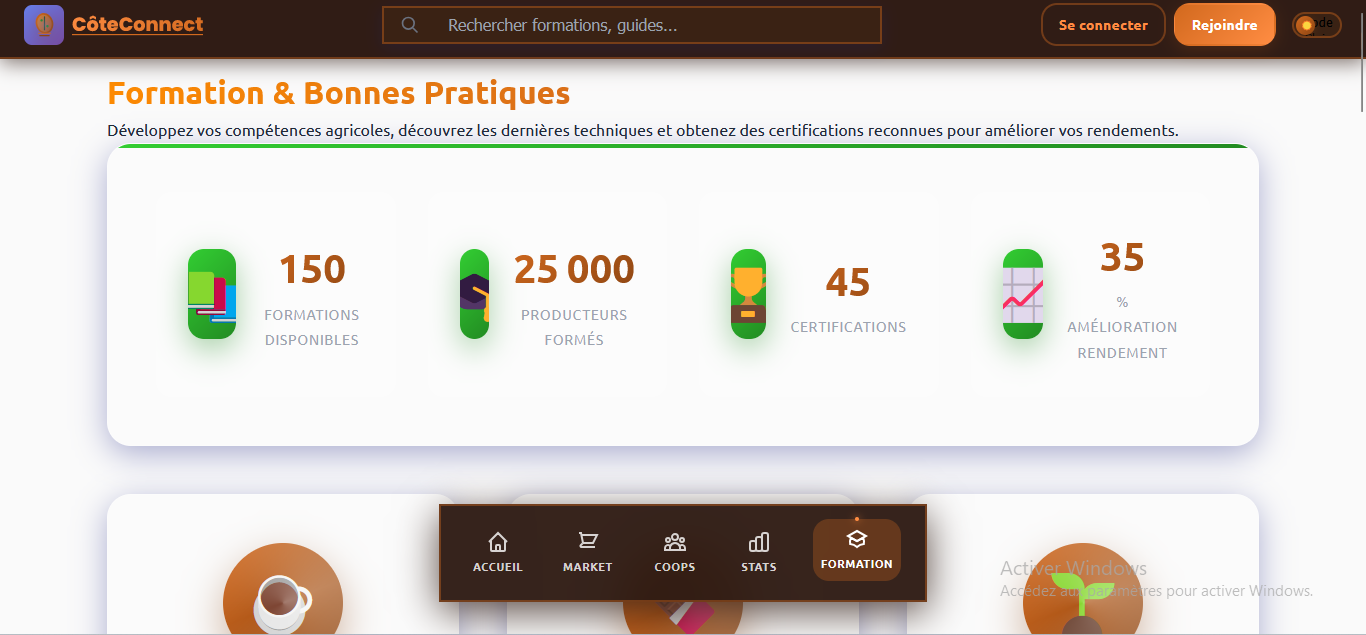 CôteConnect
Rechercher formations, guides...
Se connecter
Rejoindre
Formation & Bonnes Pratiques
Développez vos compétences agricoles, découvrez les dernières techniques et obtenez des certifications reconnues pour améliorer vos rendements.
150
FORMATIONS
DISPONIBLES
25 000
PRODUCTEURS
FORMÉS
45
CERTIFICATIONS
35
%
AMÉLIORATION
RENDEMENT
ACCUEIL
MARKET
COOPS
STATS
FORMATION
Activer Windows
Accédez aux paramètres pour activer Windows.